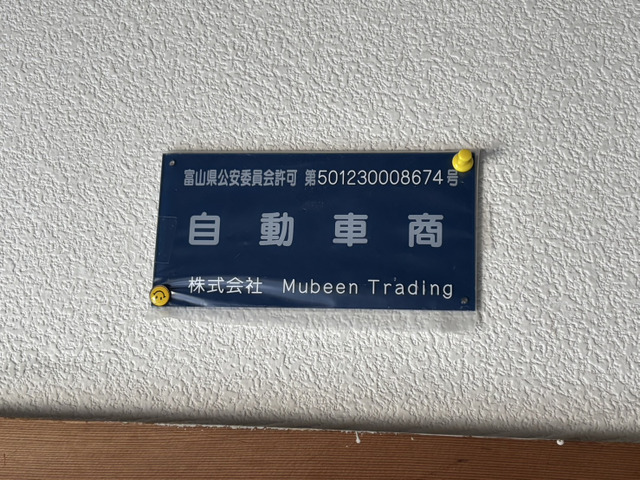 富山県公安委員会許可 第501230008674号
自動車商
株式会社 Mubeen Trading